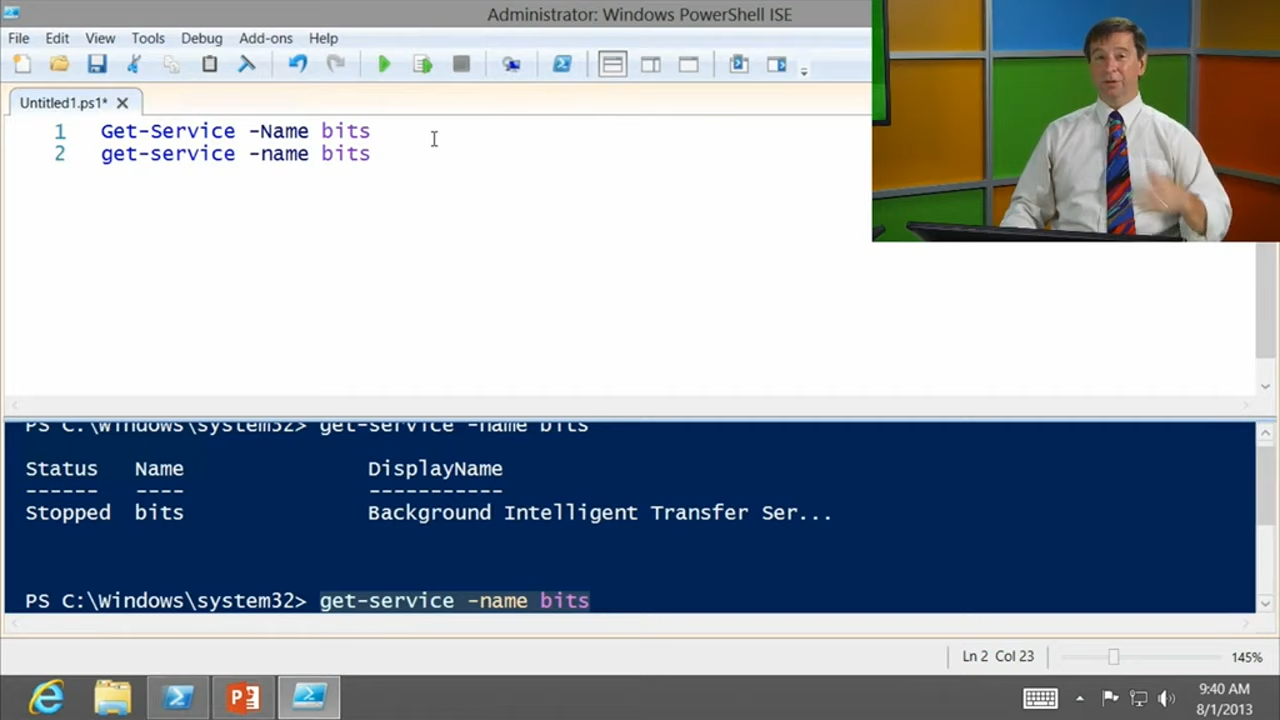 Administrator: Windows PowerShell ISE
File Edit View Tools Debug Add-ons Help
Untitled1.ps1*
1 Get-Service -Name bits
2 get-service -name bits
PS C:\Windows\system32> get-service -name bits
Status Name DisplayName
------ ---- -----------
Stopped bits Background Intelligent Transfer Ser...
PS C:\Windows\system32> get-service -name bits
Ln 2 Col 23 145%
9:40 AM
8/1/2013